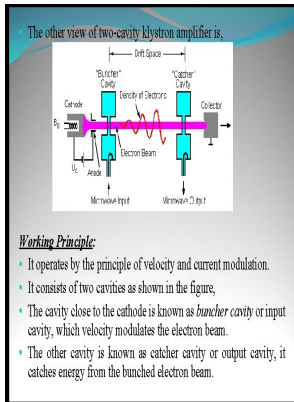 • The other view of two-cavity klystron amplifier is,
Drift Space
"Buncher"
Cavity
"Catcher"
Cavity
Density of Electrons
Cathode
Collector
Electron Beam
Anode
Microwave Input
Microwave Output
Working Principle:
• It operates by the principle of velocity and current modulation.
• It consists of two cavities as shown in the figure,
• The cavity close to the cathode is known as buncher cavity or input
cavity, which velocity modulates the electron beam.
• The other cavity is known as catcher cavity or output cavity, it
catches energy from the bunched electron beam.